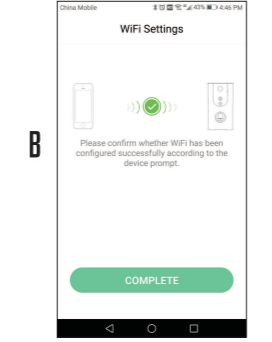 China Mobile 43% 4:46 PM
WiFi Settings
B
Please confirm whether WiFi has been
configured successfully according to the
device prompt.
COMPLETE